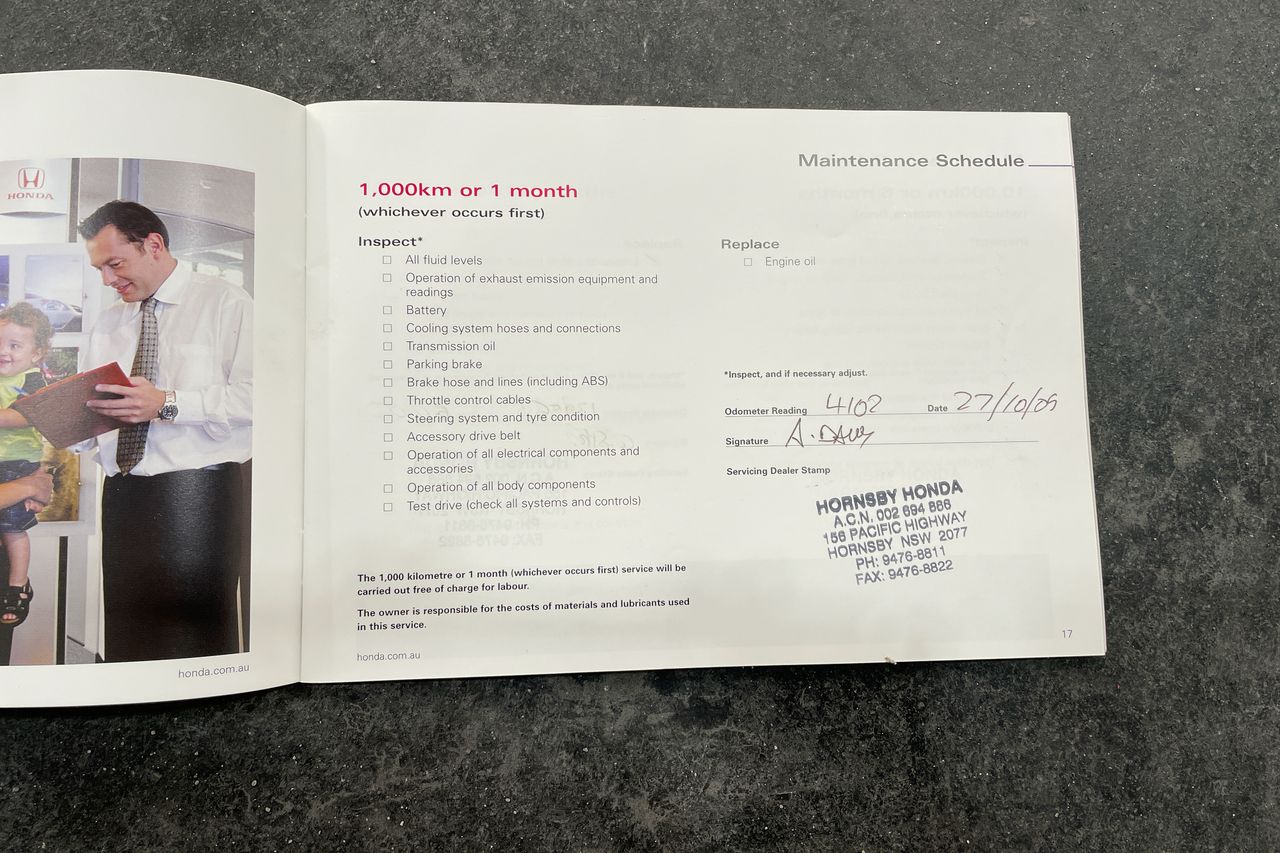 HONDA
honda.com.au
Maintenance Schedule
1,000km or 1 month
(whichever occurs first)
Inspect*
All fluid levels
Operation of exhaust emission equipment and
readings
Battery
Cooling system hoses and connections
Transmission oil
Parking brake
Brake hose and lines (including ABS)
Throttle control cables
Steering system and tyre condition
Accessory drive belt
Operation of all electrical components and
accessories
Operation of all body components
Test drive (check all systems and controls)
The 1,000 kilometre or 1 month (whichever occurs first) service will be
carried out free of charge for labour.
The owner is responsible for the costs of materials and lubricants used
in this service.
honda.com.au
Replace
Engine oil
*Inspect, and if necessary adjust.
Odometer Reading 4102 Date 27/10/09
Signature A. 
Servicing Dealer Stamp
HORNSBY HONDA
A.C.N. 002 694 866
156 PACIFIC HIGHWAY
HORNSBY NSW 2077
PH: 9476-8811
FAX: 9476-8822
17